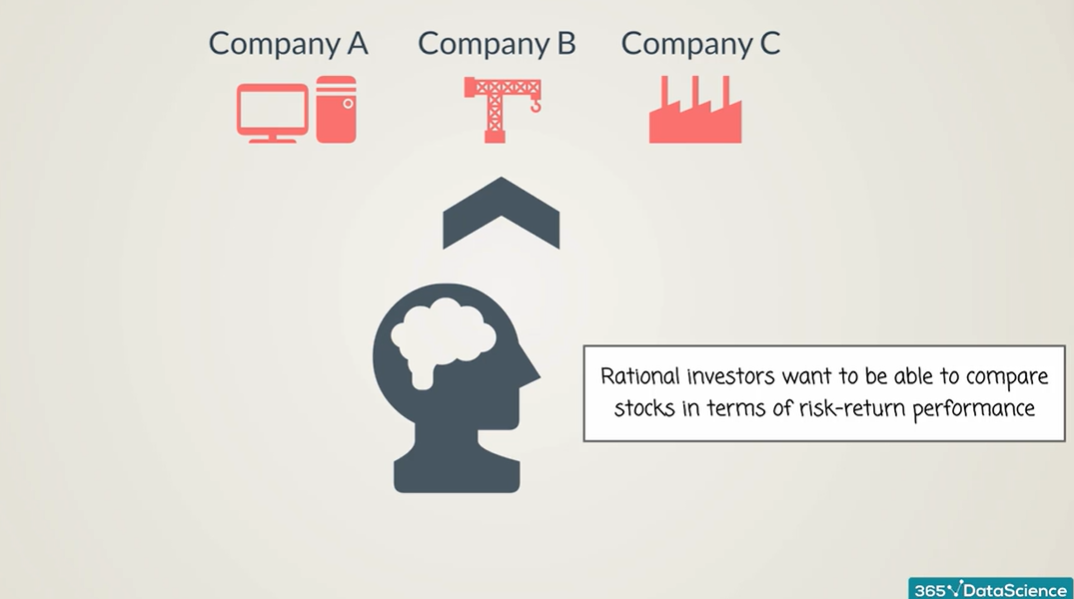 Company A Company B Company C
Rational investors want to be able to compare
stocks in terms of risk-return performance
365 DataScience